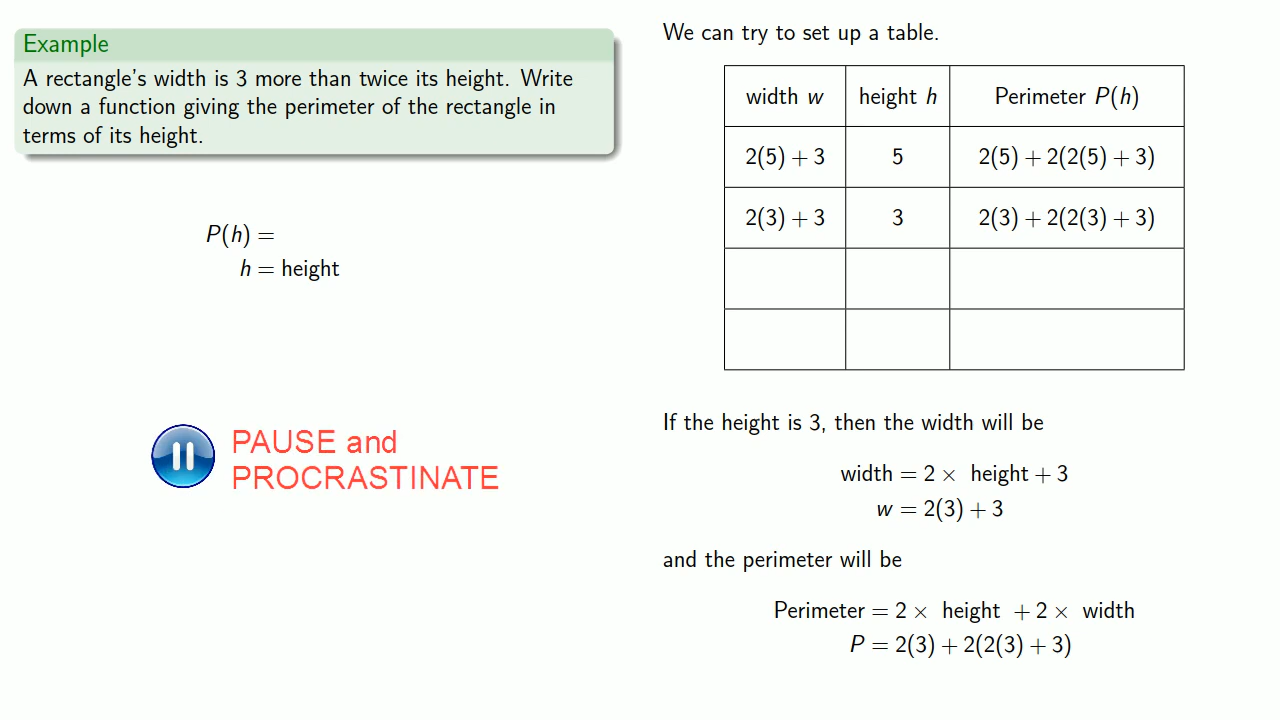 Example
A rectangle's width is 3 more than twice its height. Write
down a function giving the perimeter of the rectangle in
terms of its height.
P(h) =
h = height
PAUSE and
PROCRASTINATE
We can try to set up a table.
width w height h Perimeter P(h)
2(5) + 3 5 2(5) + 2(2(5) + 3)
2(3) + 3 3 2(3) + 2(2(3) + 3)
If the height is 3, then the width will be
width = 2 × height + 3
w = 2(3) + 3
and the perimeter will be
Perimeter = 2 × height + 2 × width
P = 2(3) + 2(2(3) + 3)